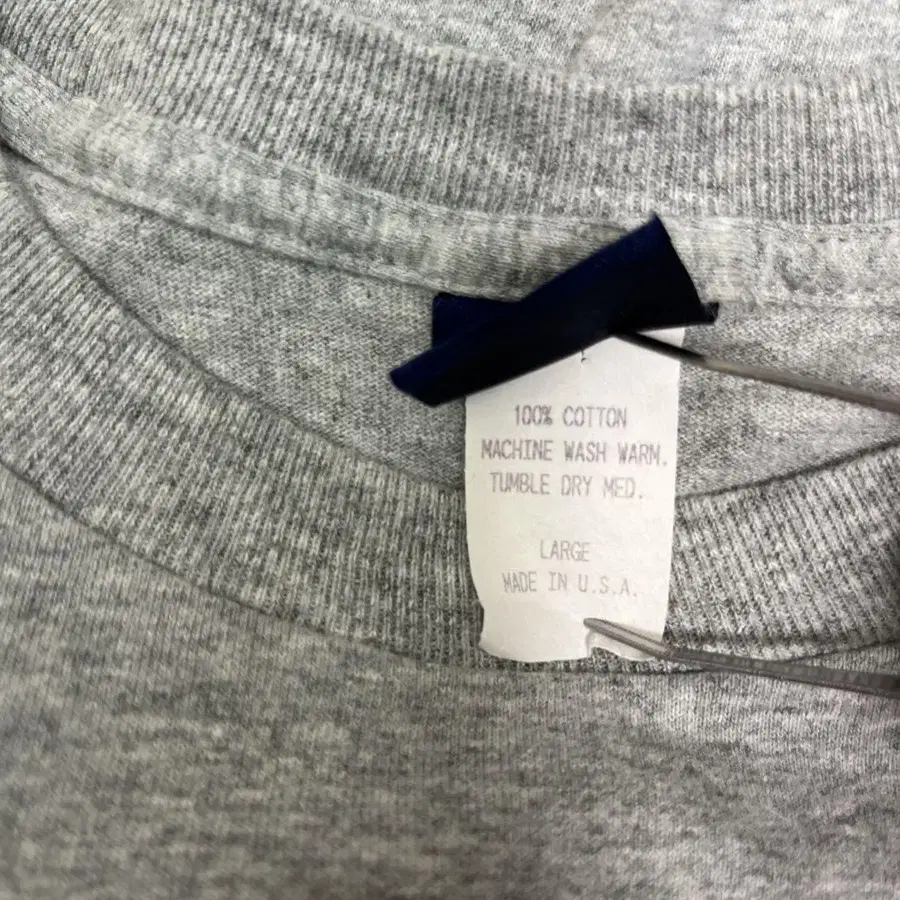 100% COTTON
MACHINE WASH WARM.
TUMBLE DRY MED.
LARGE
MADE IN U.S.A.